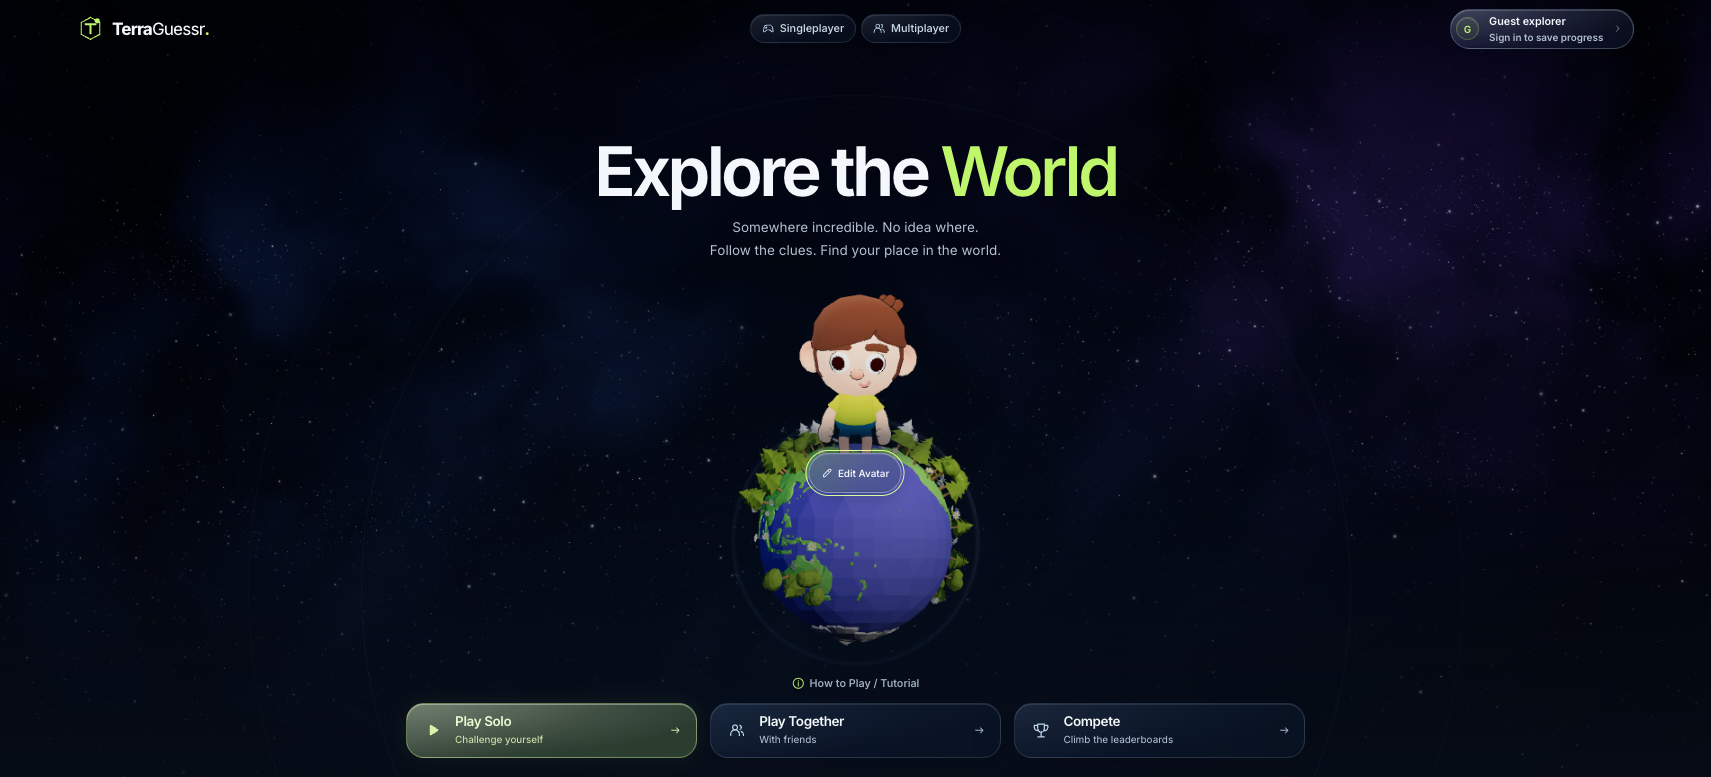 TerraGuessr.
Singleplayer
Multiplayer
G
Guest explorer
Sign in to save progress
Explore the World
Somewhere incredible. No idea where.
Follow the clues. Find your place in the world.
Edit Avatar
How to Play / Tutorial
Play Solo
Challenge yourself
Play Together
With friends
Compete
Climb the leaderboards